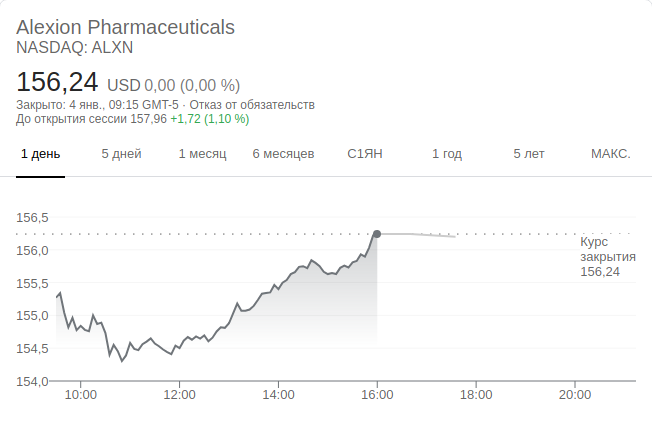 Alexion Pharmaceuticals
NASDAQ: ALXN
156,24 USD 0,00 (0,00 %)
Закрыто: 4 янв., 09:15 GMT-5 · Отказ от обязательств
До открытия сессии 157,96 +1,72 (1,10 %)
1 день 5 дней 1 месяц 6 месяцев С1ЯН 1 год 5 лет МАКС.
156,5
156,0
155,5
155,0
154,5
154,0
Курс
закрытия
156,24
10:00 12:00 14:00 16:00 18:00 20:00